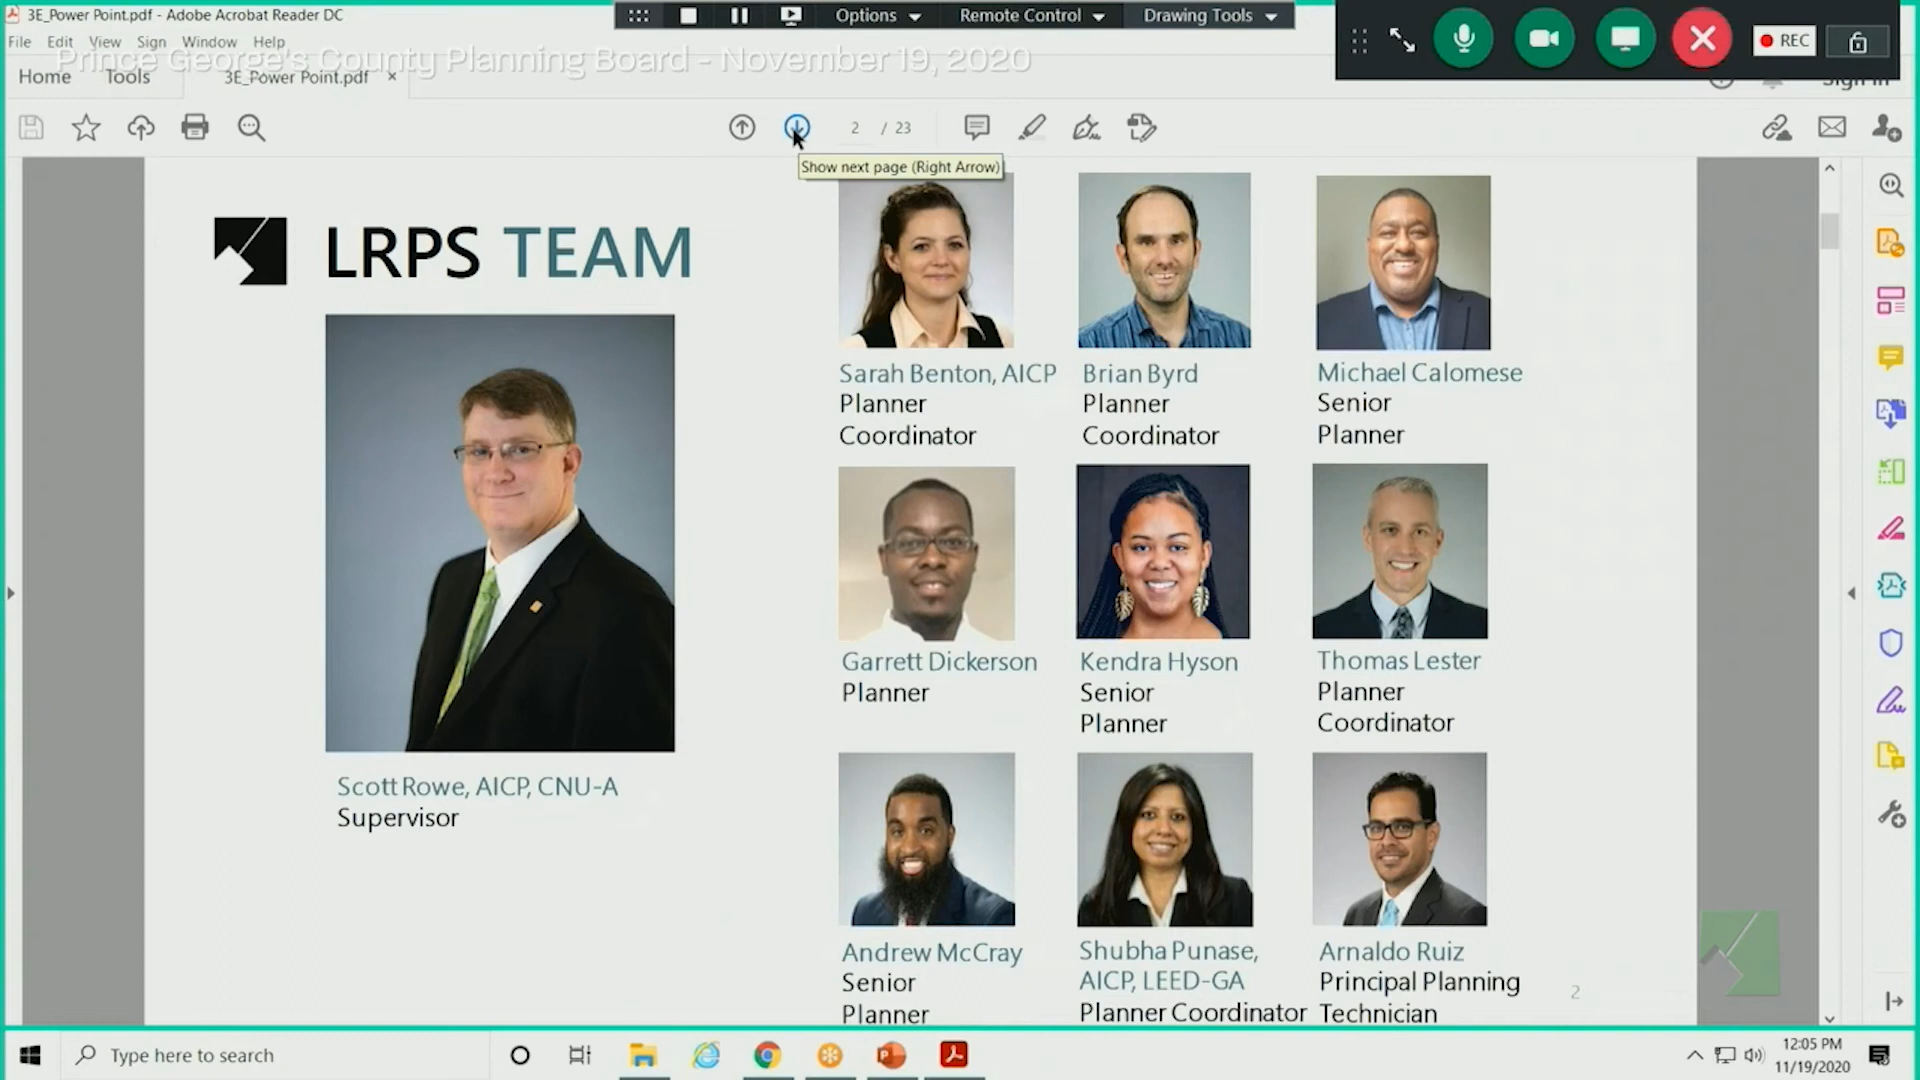 3E_Power Point.pdf - Adobe Acrobat Reader DC
Options
Remote Control
Drawing Tools
REC
File Edit View Sign Window Help
Prince George's County Planning Board - November 19, 2020
Home
Tools
3E_Power Point.pdf ×
Sign In
2 / 23
Show next page (Right Arrow)
LRPS TEAM
Scott Rowe, AICP, CNU-A
Supervisor
Sarah Benton, AICP
Planner
Coordinator
Brian Byrd
Planner
Coordinator
Michael Calomese
Senior
Planner
Garrett Dickerson
Planner
Kendra Hyson
Senior
Planner
Thomas Lester
Planner
Coordinator
Andrew McCray
Senior
Planner
Shubha Punase,
AICP, LEED-GA
Planner Coordinator
Arnaldo Ruiz
Principal Planning
Technician
2
Type here to search
12:05 PM
11/19/2020